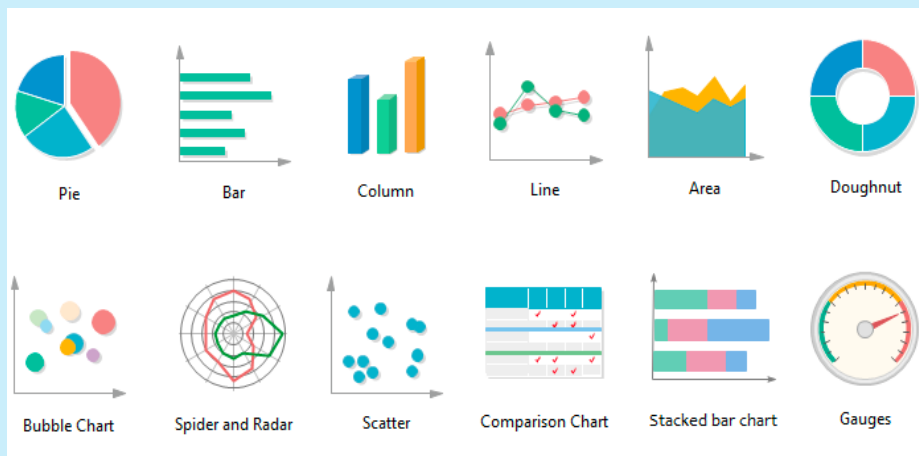 Pie
Bar
Column
Line
Area
Doughnut
Bubble Chart
Spider and Radar
Scatter
Comparison Chart
Stacked bar chart
Gauges